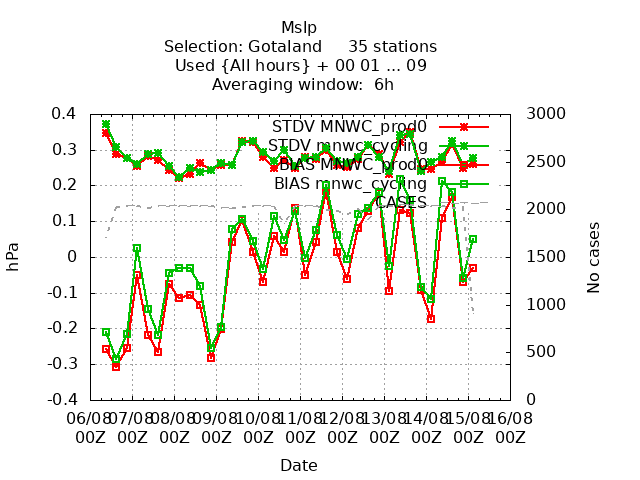 Mslp
Selection: Gotaland 35 stations
Used {All hours} + 00 01 ... 09
Averaging window: 6h
0.4
0.3
0.2
0.1
0
-0.1
-0.2
-0.3
-0.4
hPa
3000
2500
2000
1500
1000
500
0
No cases
STDV MNWC_prod0
STDV mnwc_cycling
BIAS MNWC_prod0
BIAS mnwc_cycling
CASES
06/08 07/08 08/08 09/08 10/08 11/08 12/08 13/08 14/08 15/08 16/08
00Z 00Z 00Z 00Z 00Z 00Z 00Z 00Z 00Z 00Z 00Z
Date